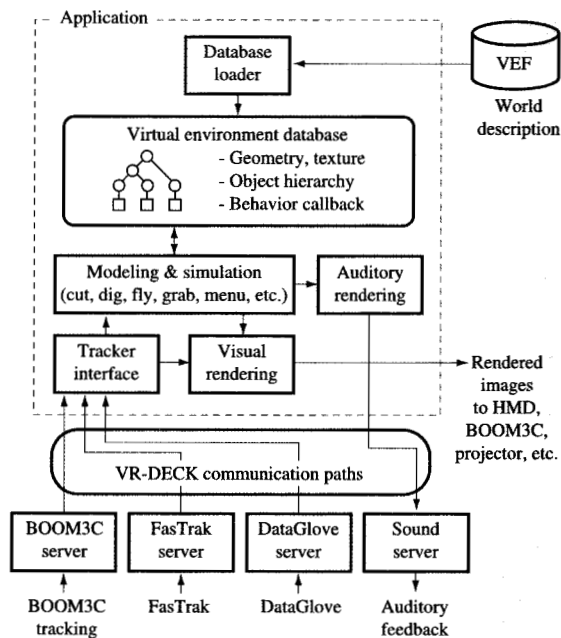 Application
Database
loader
VEF
World
description
Virtual environment database
- Geometry, texture
- Object hierarchy
- Behavior callback
Modeling & simulation
(cut, dig, fly, grab, menu, etc.)
Auditory
rendering
Tracker
interface
Visual
rendering
Rendered
images
to HMD,
BOOM3C,
projector, etc.
VR-DECK communication paths
BOOM3C
server
FasTrak
server
DataGlove
server
Sound
server
BOOM3C
tracking
FasTrak
DataGlove
Auditory
feedback